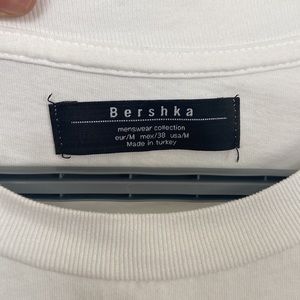 Bershka
menswear collection
eur/M mex/38 usa/M
Made in turkey